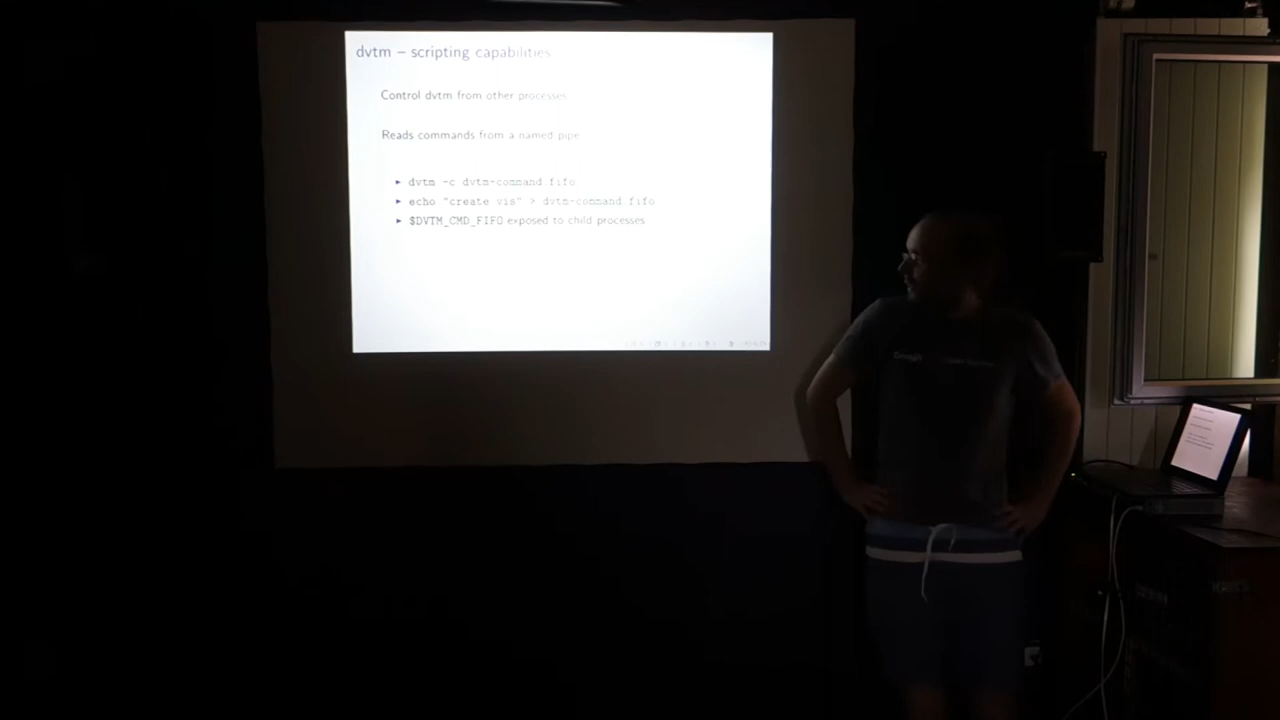 dvtm – scripting capabilities
Control dvtm from other processes
Reads commands from a named pipe
► dvtm -c dvtm-command.fifo
► echo "create vis" > dvtm-command.fifo
► $DVTM_CMD_FIFO exposed to child processes
Google